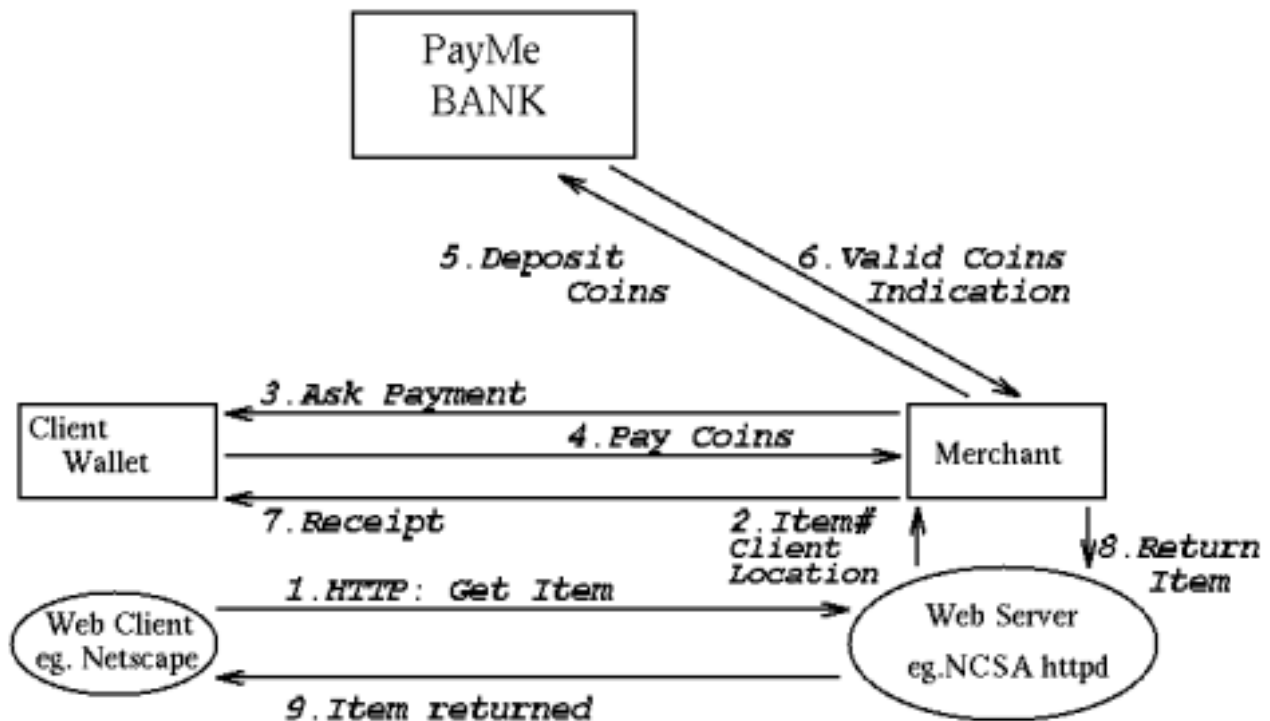 PayMe
BANK
5.Deposit
Coins
6.Valid Coins
Indication
3.Ask Payment
Client
Wallet
4.Pay Coins
Merchant
7.Receipt
2.Item#
Client
Location
8.Return
Item
1.HTTP: Get Item
Web Client
eg. Netscape
Web Server
eg.NCSA httpd
9.Item returned